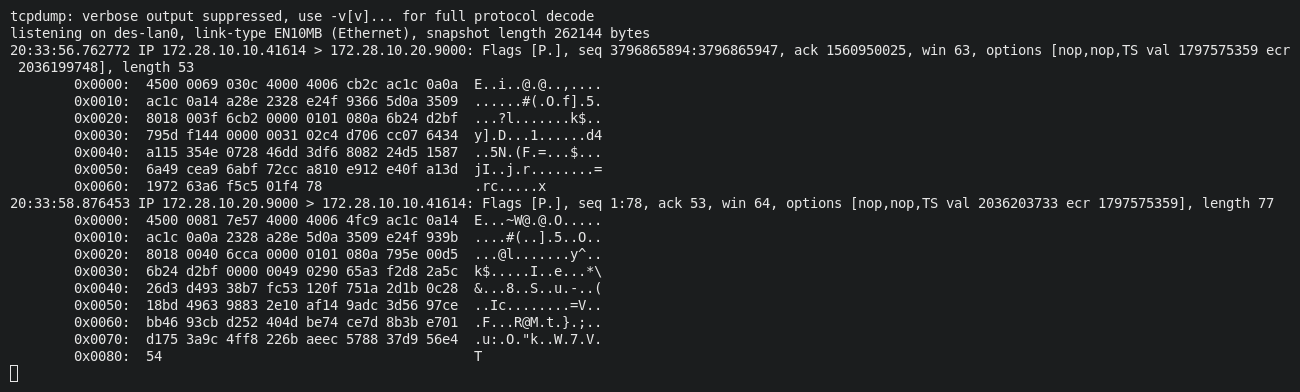 tcpdump: verbose output suppressed, use -v[v]... for full protocol decode
listening on des-lan0, link-type EN10MB (Ethernet), snapshot length 262144 bytes
20:33:56.762772 IP 172.28.10.10.41614 > 172.28.10.20.9000: Flags [P.], seq 3796865894:3796865947, ack 1560950025, win 63, options [nop,nop,TS val 1797575359 ecr
 2036199748], length 53
        0x0000:  4500 0069 030c 4000 4006 cb2c ac1c 0a0a  E..i..@.@..,....
        0x0010:  ac1c 0a14 a28e 2328 e24f 9366 5d0a 3509  ......#(.O.f].5.
        0x0020:  8018 003f 6cb2 0000 0101 080a 6b24 d2bf  ...?l.......k$..
        0x0030:  795d f144 0000 0031 02c4 d706 cc07 6434  y].D...1......d4
        0x0040:  a115 354e 0728 46dd 3df6 8082 24d5 1587  ..5N.(F.=...$...
        0x0050:  6a49 cea9 6abf 72cc a810 e912 e40f a13d  jI..j.r........=
        0x0060:  1972 63a6 f5c5 01f4 78                   .rc.....x
20:33:58.876453 IP 172.28.10.20.9000 > 172.28.10.10.41614: Flags [P.], seq 1:78, ack 53, win 64, options [nop,nop,TS val 2036203733 ecr 1797575359], length 77
        0x0000:  4500 0081 7e57 4000 4006 4fc9 ac1c 0a14  E...~W@.@.O.....
        0x0010:  ac1c 0a0a 2328 a28e 5d0a 3509 e24f 939b  ....#(..].5..O..
        0x0020:  8018 0040 6cca 0000 0101 080a 795e 00d5  ...@l.......y^..
        0x0030:  6b24 d2bf 0000 0049 0290 65a3 f2d8 2a5c  k$.....I..e...*\
        0x0040:  26d3 d493 38b7 fc53 120f 751a 2d1b 0c28  &...8..S..u.-..(
        0x0050:  18bd 4963 9883 2e10 af14 9adc 3d56 97ce  ..Ic........=V..
        0x0060:  bb46 93cb d252 404d be74 ce7d 8b3b e701  .F...R@M.t.}.;..
        0x0070:  d175 3a9c 4ff8 226b aeec 5788 37d9 56e4  .u:.O."k..W.7.V.
        0x0080:  54                                       T